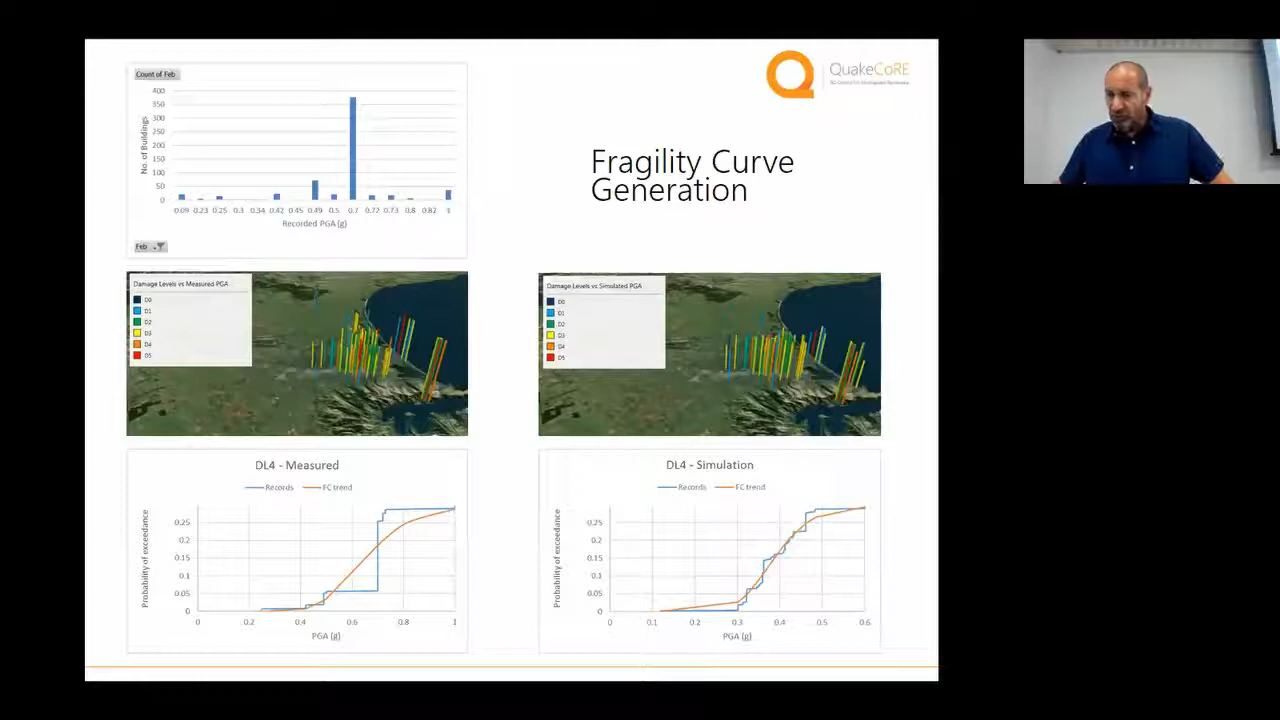 Count of Feb
400
350
300
250
200
150
100
50
0
No. of Buildings
0.09 0.23 0.25 0.3 0.34 0.42 0.45 0.49 0.5 0.7 0.72 0.73 0.8 0.82 1
Recorded PGA (g)
Feb
QuakeCoRE
Fragility Curve
Generation
Damage Levels vs Measured PGA
D0
D1
D2
D3
D4
D5
Damage Levels vs Simulated PGA
D0
D1
D2
D3
D4
D5
DL4 - Measured
Records FC trend
Probability of exceedance
0.25
0.2
0.15
0.1
0.05
0
0 0.2 0.4 0.6 0.8 1
PGA (g)
DL4 - Simulation
Records FC trend
Probability of exceedance
0.25
0.2
0.15
0.1
0.05
0
0 0.1 0.2 0.3 0.4 0.5 0.6
PGA (g)